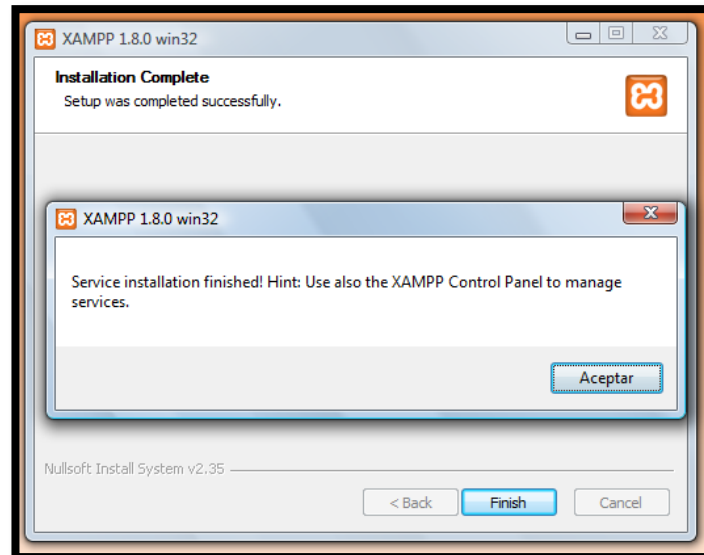 XAMPP 1.8.0 win32
Installation Complete
Setup was completed successfully.
XAMPP 1.8.0 win32
Service installation finished! Hint: Use also the XAMPP Control Panel to manage
services.
Aceptar
Nullsoft Install System v2.35
< Back Finish Cancel